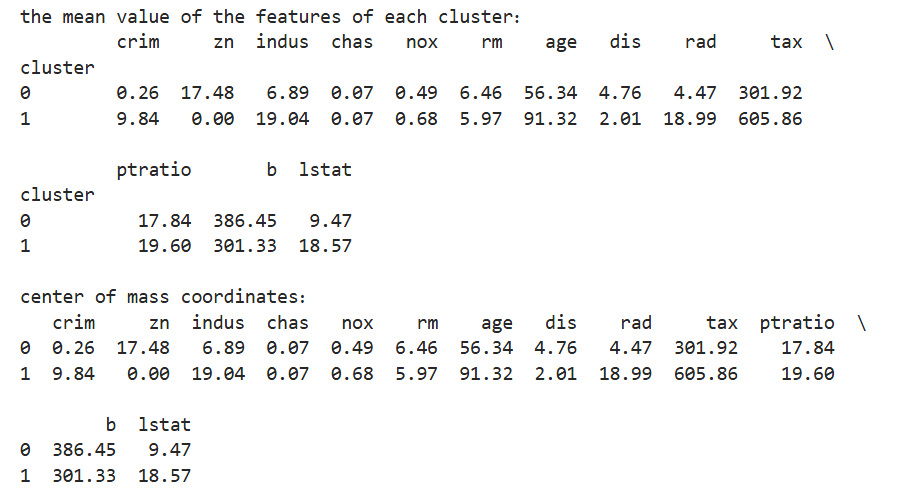 the mean value of the features of each cluster:
crim zn indus chas nox rm age dis rad tax \
cluster
0 0.26 17.48 6.89 0.07 0.49 6.46 56.34 4.76 4.47 301.92
1 9.84 0.00 19.04 0.07 0.68 5.97 91.32 2.01 18.99 605.86
ptratio b lstat
cluster
0 17.84 386.45 9.47
1 19.60 301.33 18.57
center of mass coordinates:
crim zn indus chas nox rm age dis rad tax ptratio \
0 0.26 17.48 6.89 0.07 0.49 6.46 56.34 4.76 4.47 301.92 17.84
1 9.84 0.00 19.04 0.07 0.68 5.97 91.32 2.01 18.99 605.86 19.60
b lstat
0 386.45 9.47
1 301.33 18.57